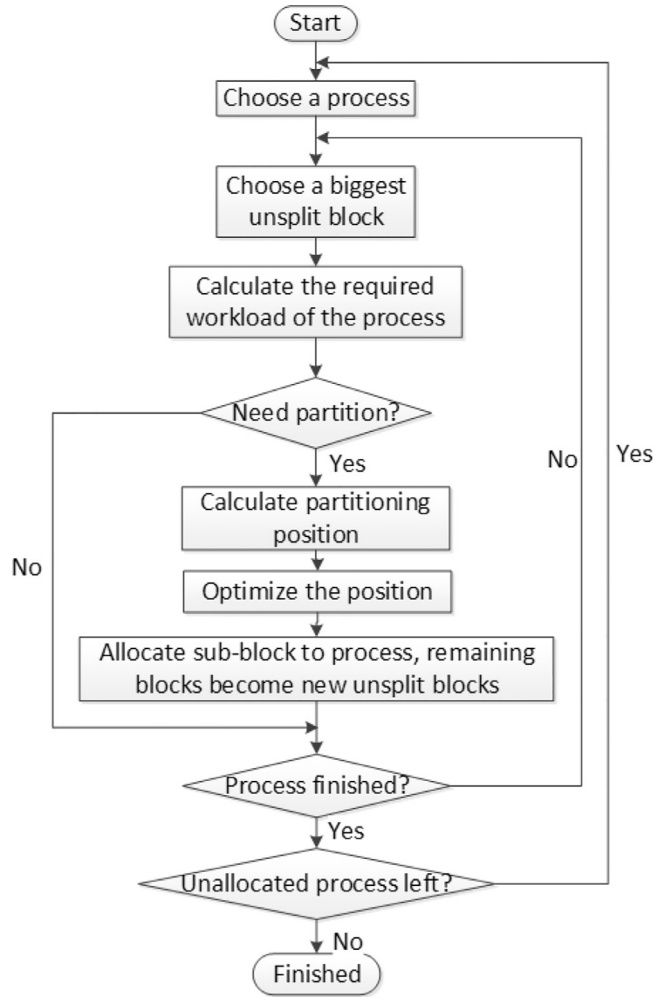 Start
Choose a process
Choose a biggest
unsplit block
Calculate the required
workload of the process
Need partition?
Yes
No
Yes
Calculate partitioning
position
No
Optimize the position
Allocate sub-block to process, remaining
blocks become new unsplit blocks
Process finished?
Yes
Unallocated process left?
No
Finished